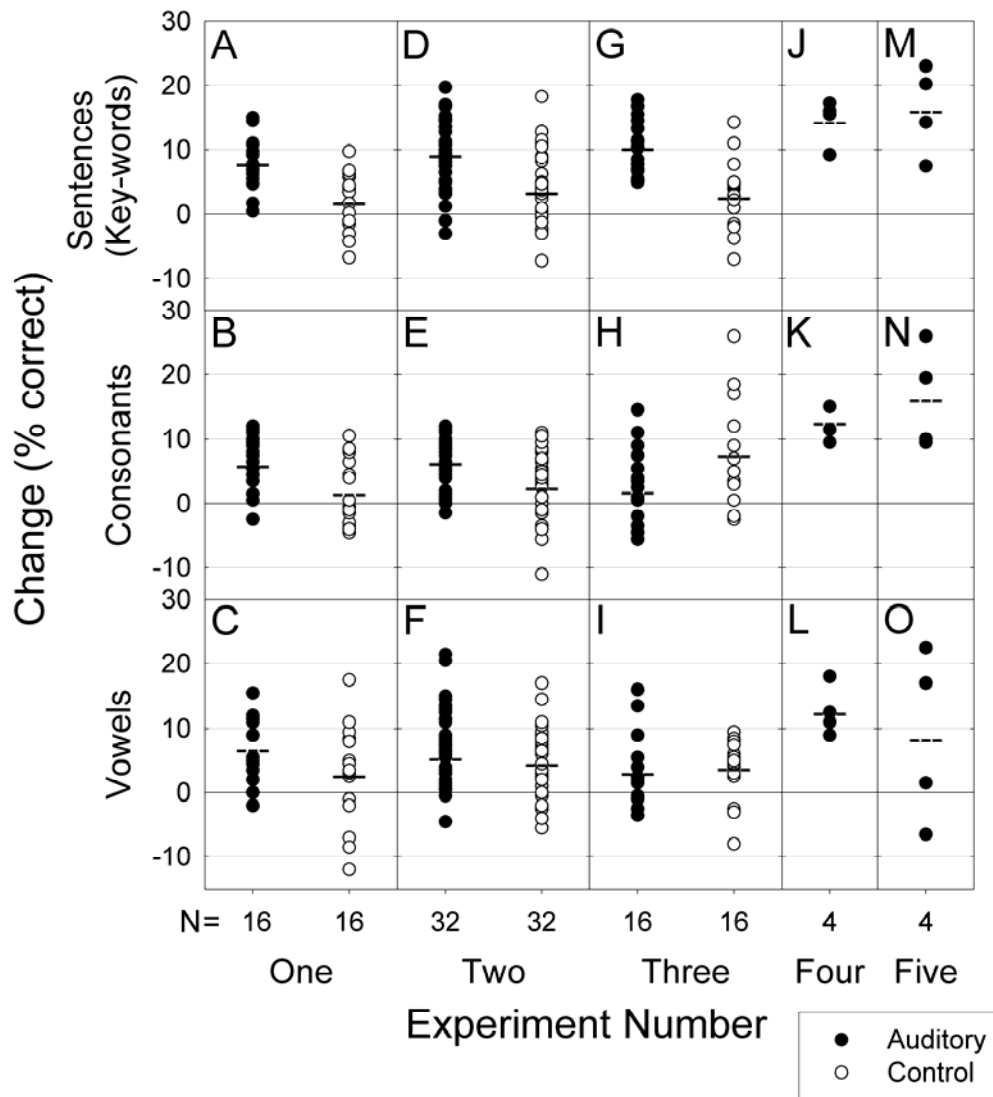 Change (% correct)
Sentences
(Key-words)
30
20
10
0
-10
A
D
G
J
M
Consonants
30
20
10
0
-10
B
E
H
K
N
Vowels
30
20
10
0
-10
C
F
I
L
O
N= 16 16 32 32 16 16 4 4
One Two Three Four Five
Experiment Number
Auditory
Control